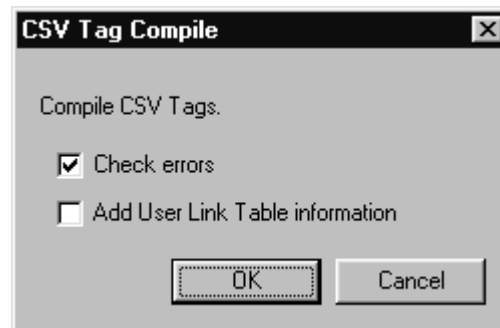 CSV Tag Compile
Compile CSV Tags.
Check errors
Add User Link Table information
OK Cancel